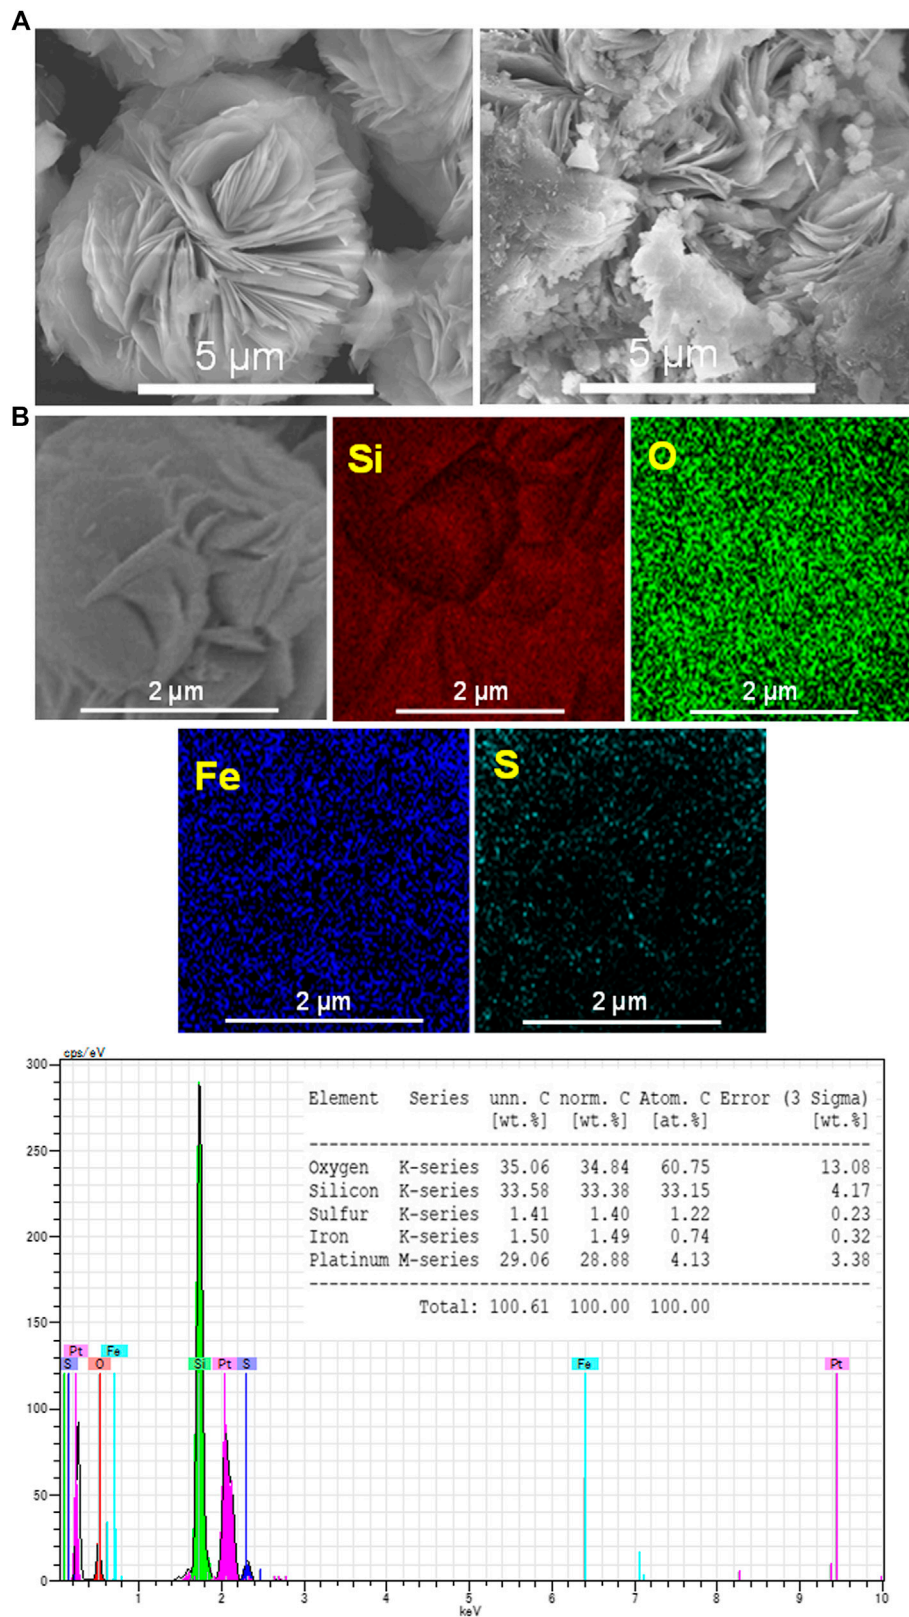 A
5 μm
5 μm
B
Si
O
2 μm
2 μm
2 μm
Fe
S
2 μm
2 μm
cps/eV
Element Series unn. C norm. C Atom. C Error (3 Sigma)
[wt.%] [wt.%] [at.%] [wt.%]
Oxygen K-series 35.06 34.84 60.75 13.08
Silicon K-series 33.58 33.38 33.15 4.17
Sulfur K-series 1.41 1.40 1.22 0.23
Iron K-series 1.50 1.49 0.74 0.32
Platinum M-series 29.06 28.88 4.13 3.38
Total: 100.61 100.00 100.00
300
250
200
150
100
50
0
Pt Fe
S O Si Pt S Fe Pt
1 2 3 4 5 6 7 8 9 10
keV